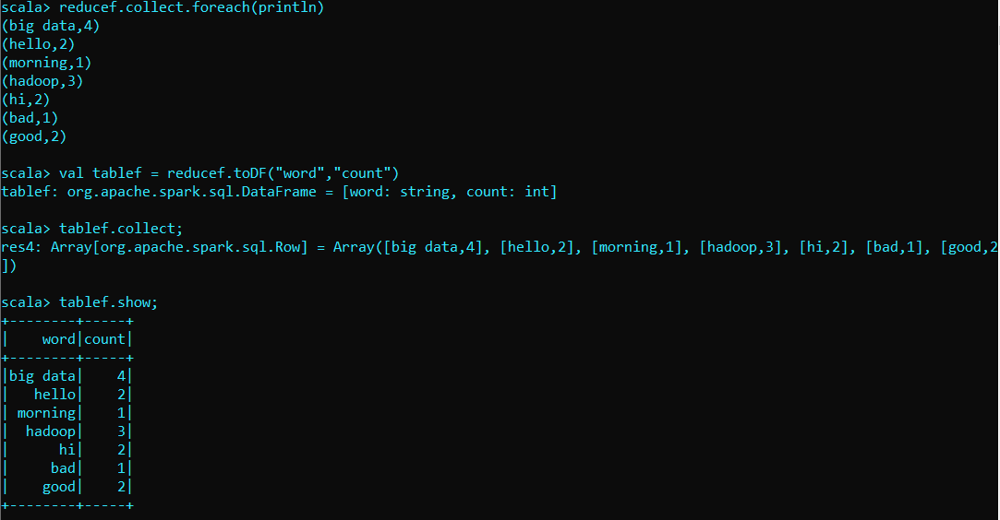 scala> reducef.collect.foreach(println)
(big data,4)
(hello,2)
(morning,1)
(hadoop,3)
(hi,2)
(bad,1)
(good,2)
scala> val tablef = reducef.toDF("word","count")
tablef: org.apache.spark.sql.DataFrame = [word: string, count: int]
scala> tablef.collect;
res4: Array[org.apache.spark.sql.Row] = Array([big data,4], [hello,2], [morning,1], [hadoop,3], [hi,2], [bad,1], [good,2
])
scala> tablef.show;
+--------+-----+
|    word|count|
+--------+-----+
|big data|    4|
|   hello|    2|
| morning|    1|
|  hadoop|    3|
|      hi|    2|
|     bad|    1|
|    good|    2|
+--------+-----+